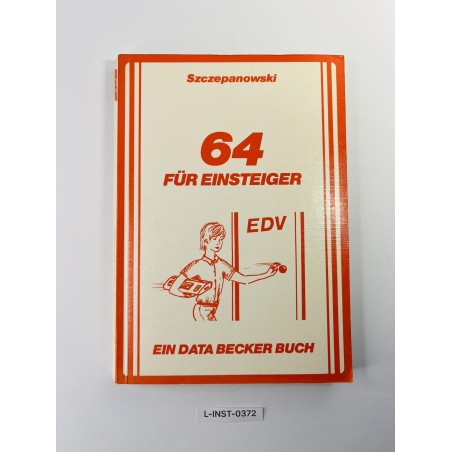 Szczepanowski
64
FÜR EINSTEIGER
EDV
EIN DATA BECKER BUCH
L-INST-0372